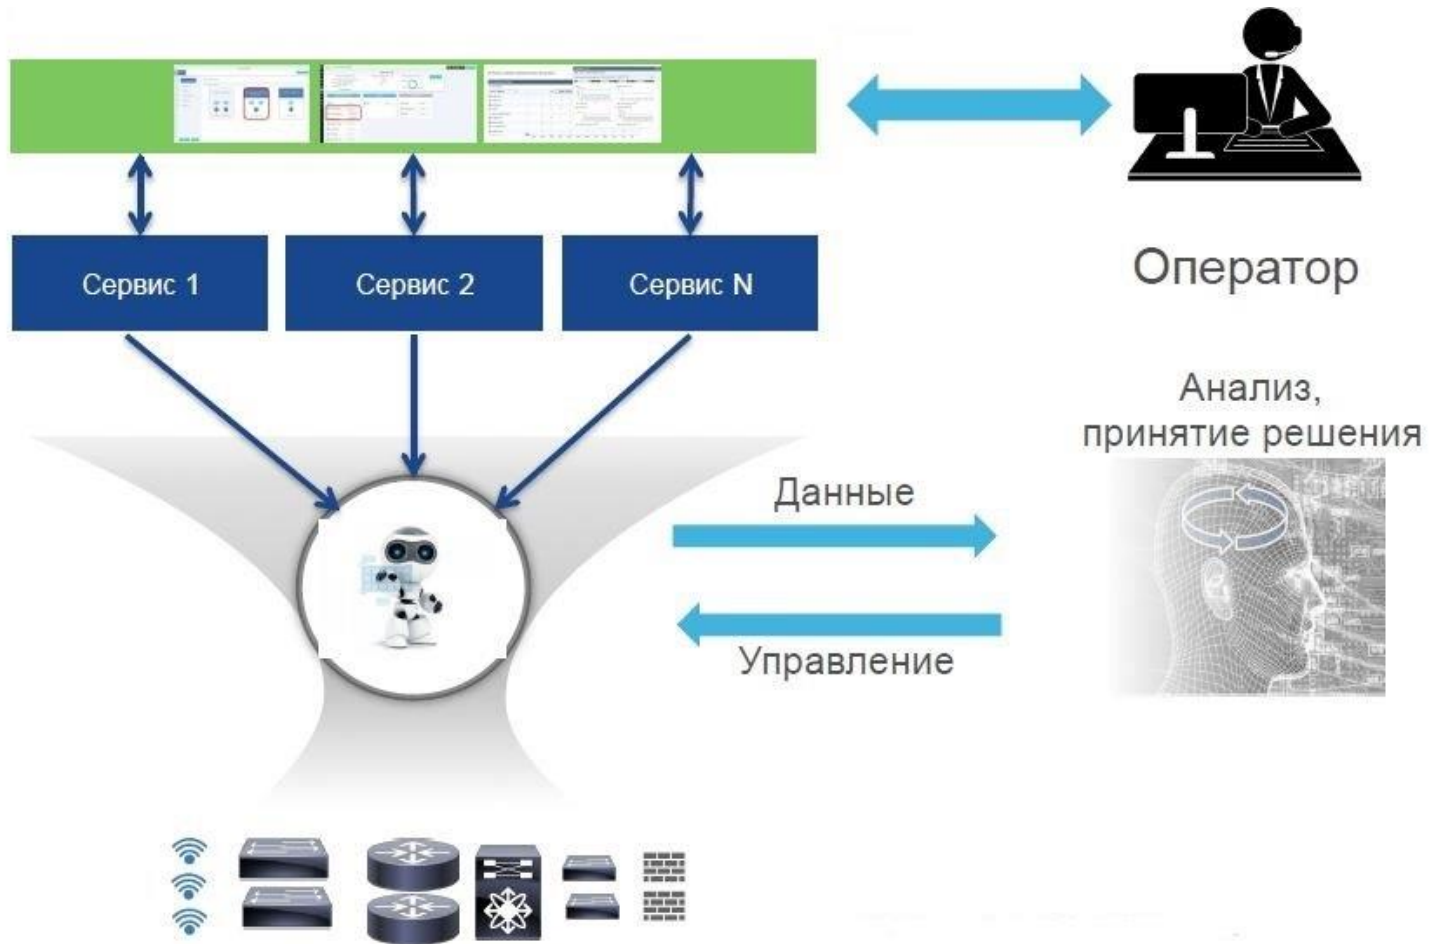 Сервис 1
Сервис 2
Сервис N
Оператор
Анализ,
принятие решения
Данные
Управление